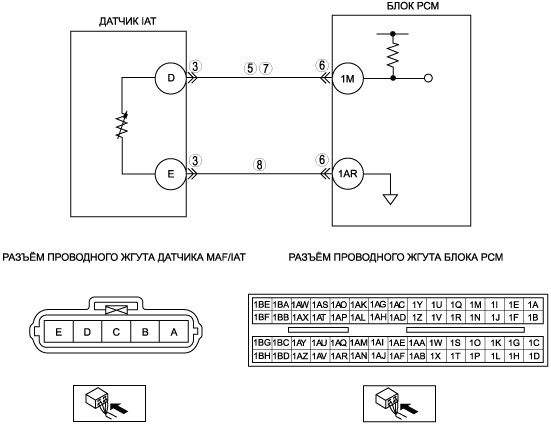 ДАТЧИК IAT
БЛОК PCM
D
3
5 7
6
1M
E
3
8
6
1AR
РАЗЪЁМ ПРОВОДНОГО ЖГУТА ДАТЧИКА MAF/IAT
РАЗЪЁМ ПРОВОДНОГО ЖГУТА БЛОКА PCM
E D C B A
1BE 1BA 1AW 1AS 1AO 1AK 1AG 1AC 1Y 1U 1Q 1M 1I 1E 1A
1BF 1BB 1AX 1AT 1AP 1AL 1AH 1AD 1Z 1V 1R 1N 1J 1F 1B
1BG 1BC 1AY 1AU 1AQ 1AM 1AI 1AE 1AA 1W 1S 1O 1K 1G 1C
1BH 1BD 1AZ 1AV 1AR 1AN 1AJ 1AF 1AB 1X 1T 1P 1L 1H 1D